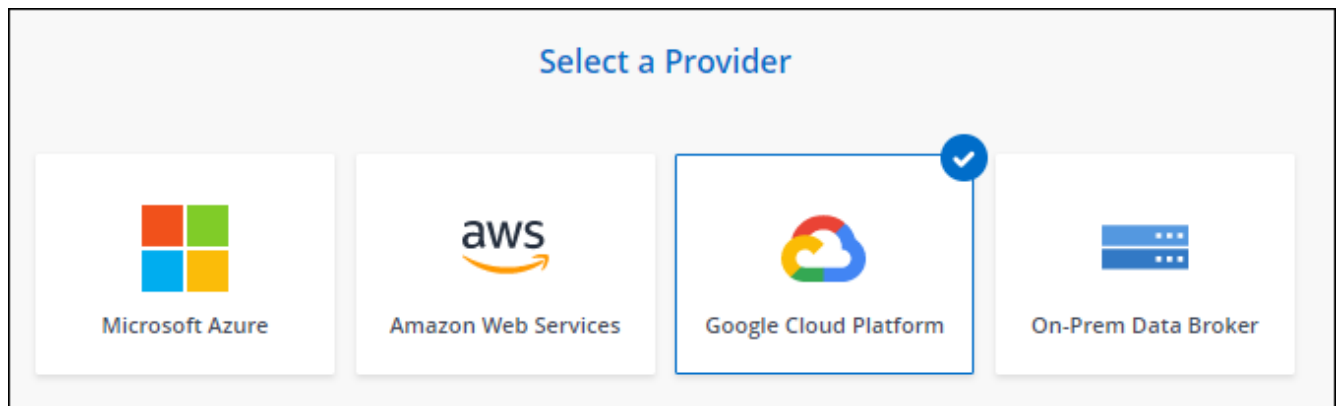 Select a Provider
aws
Microsoft Azure
Amazon Web Services
Google Cloud Platform
On-Prem Data Broker